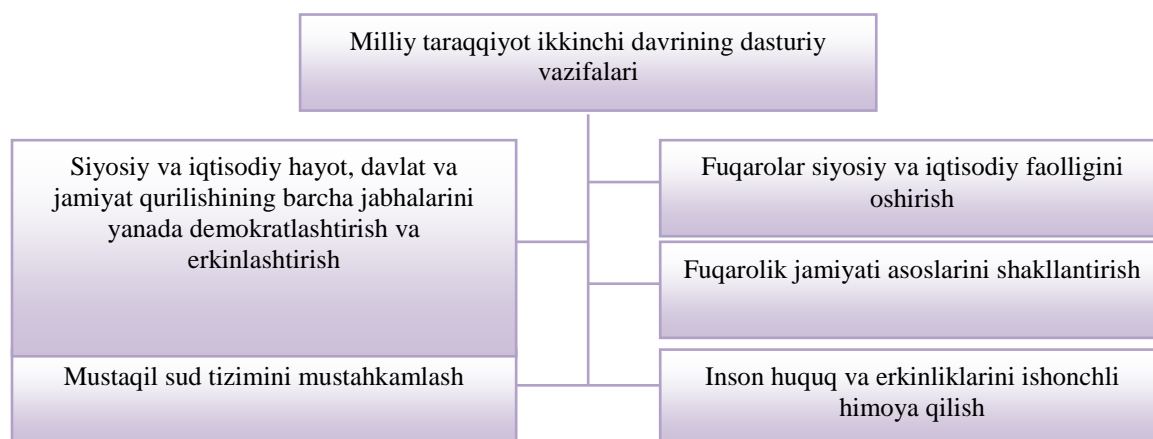 Milliy taraqqiyot ikkinchi davrining dasturiy
vazifalari
Siyosiy va iqtisodiy hayot, davlat va
jamiyat qurilishining barcha jabhalarini
yanada demokratlashtirish va
erkinlashtirish
Fuqarolar siyosiy va iqtisodiy faolligini
oshirish
Fuqarolik jamiyati asoslarini shakllantirish
Mustaqil sud tizimini mustahkamlash
Inson huquq va erkinliklarini ishonchli
himoya qilish